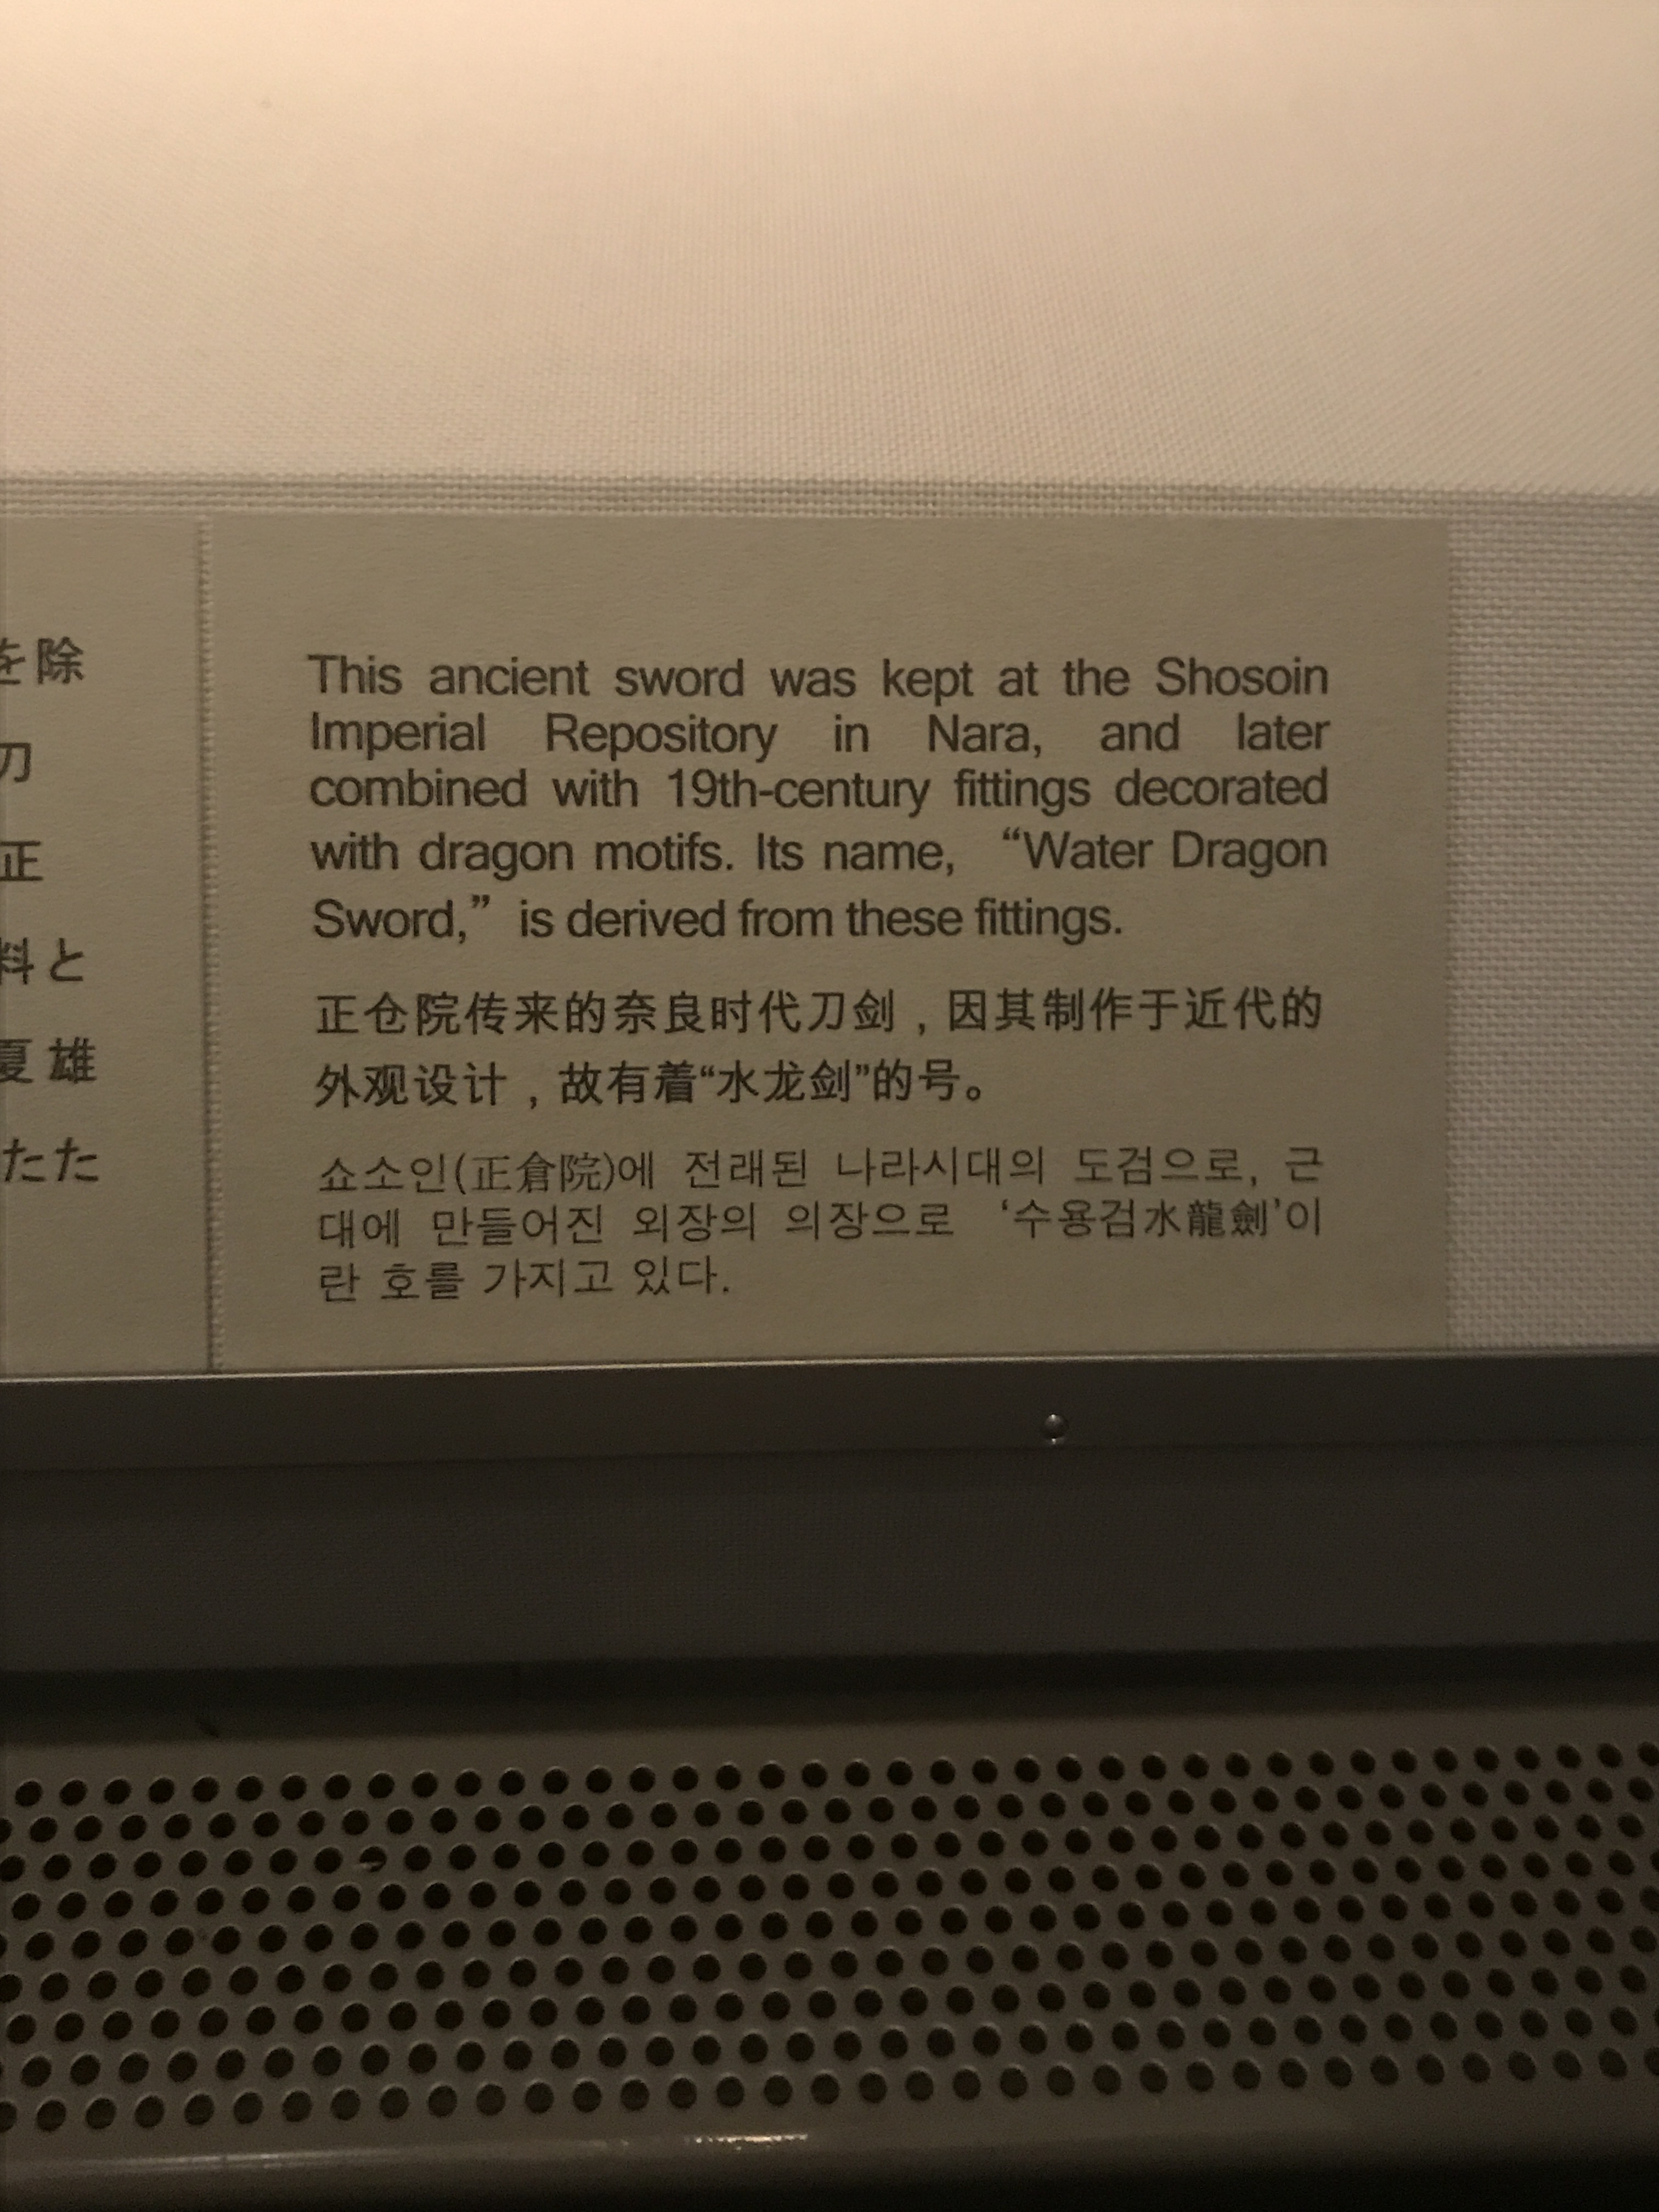 を除
刀
正
料と
夏雄
たた
This ancient sword was kept at the Shosoin
Imperial Repository in Nara, and later
combined with 19th-century fittings decorated
with dragon motifs. Its name, “Water Dragon
Sword,” is derived from these fittings.
正仓院传来的奈良时代刀剑，因其制作于近代的
外观设计，故有着“水龙剑”的号。
쇼소인(正倉院)에 전래된 나라시대의 도검으로, 근
대에 만들어진 외장의 의장으로 ‘수용검水龍劍’이
란 호를 가지고 있다.